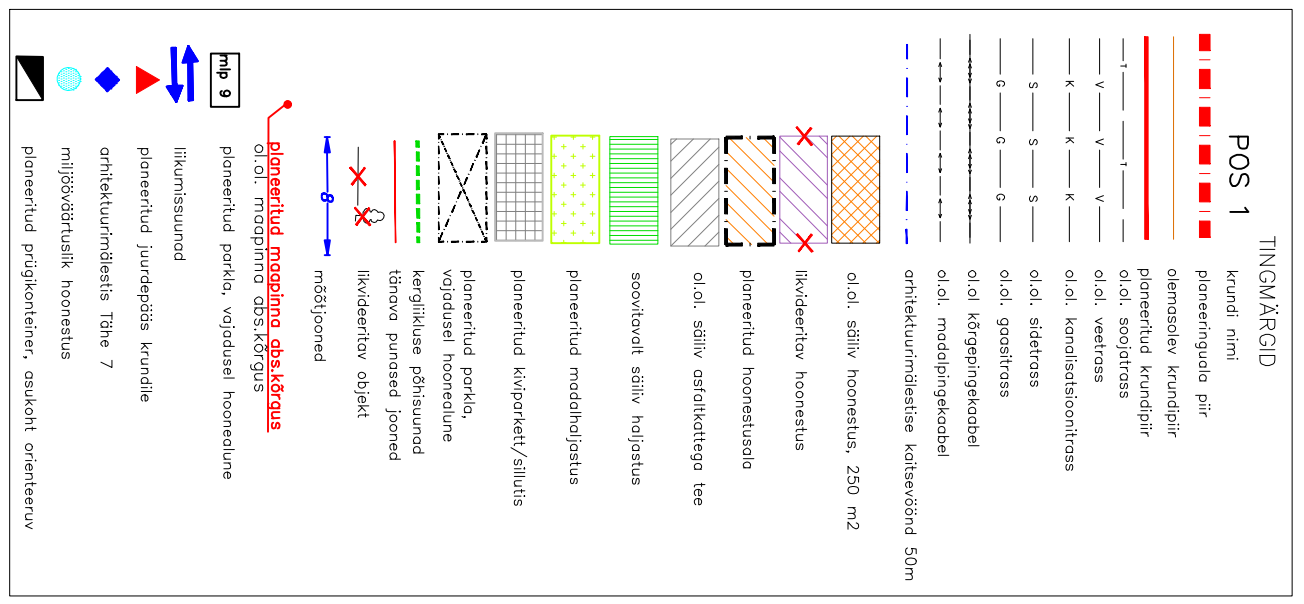 TINGMÄRGID
POS 1 krundi nimi
planeeringuala piir
olemasolev krundipiir
planeeritud krundipiir
T T ol.ol. soojatrass
V V V ol.ol. veetrass
K K K ol.ol. kanalisatsioonitrass
S S S ol.ol. sidetrass
G G G ol.ol. gaasitrass
ol.ol. kõrgepingekaabel
ol.ol. madalpingekaabel
arhitektuurimälestise kaitsevöönd 50m
ol.ol. säiliv hoonestus, 250 m2
likvideeritav hoonestus
planeeritud hoonestusala
ol.ol. säiliv asfaltkattega tee
soovitavalt säiliv haljastus
planeeritud madalhaljastus
planeeritud kiviparkett/sillutis
planeeritud parkla,
vajadusel hoonealune
kergliikluse põhisuunad
tänava punased jooned
likvideeritav objekt
8 mõõtjooned
planeeritud maapinna abs.kõrgus
ol.ol. maapinna abs.kõrgus
mlp 9 planeeritud parkla, vajadusel hoonealune
liikumissuunad
planeeritud juurdepääs krundile
arhitektuurimälestis Tähe 7
miljööväärtuslik hoonestus
planeeritud prügikonteiner, asukoht orienteeruv